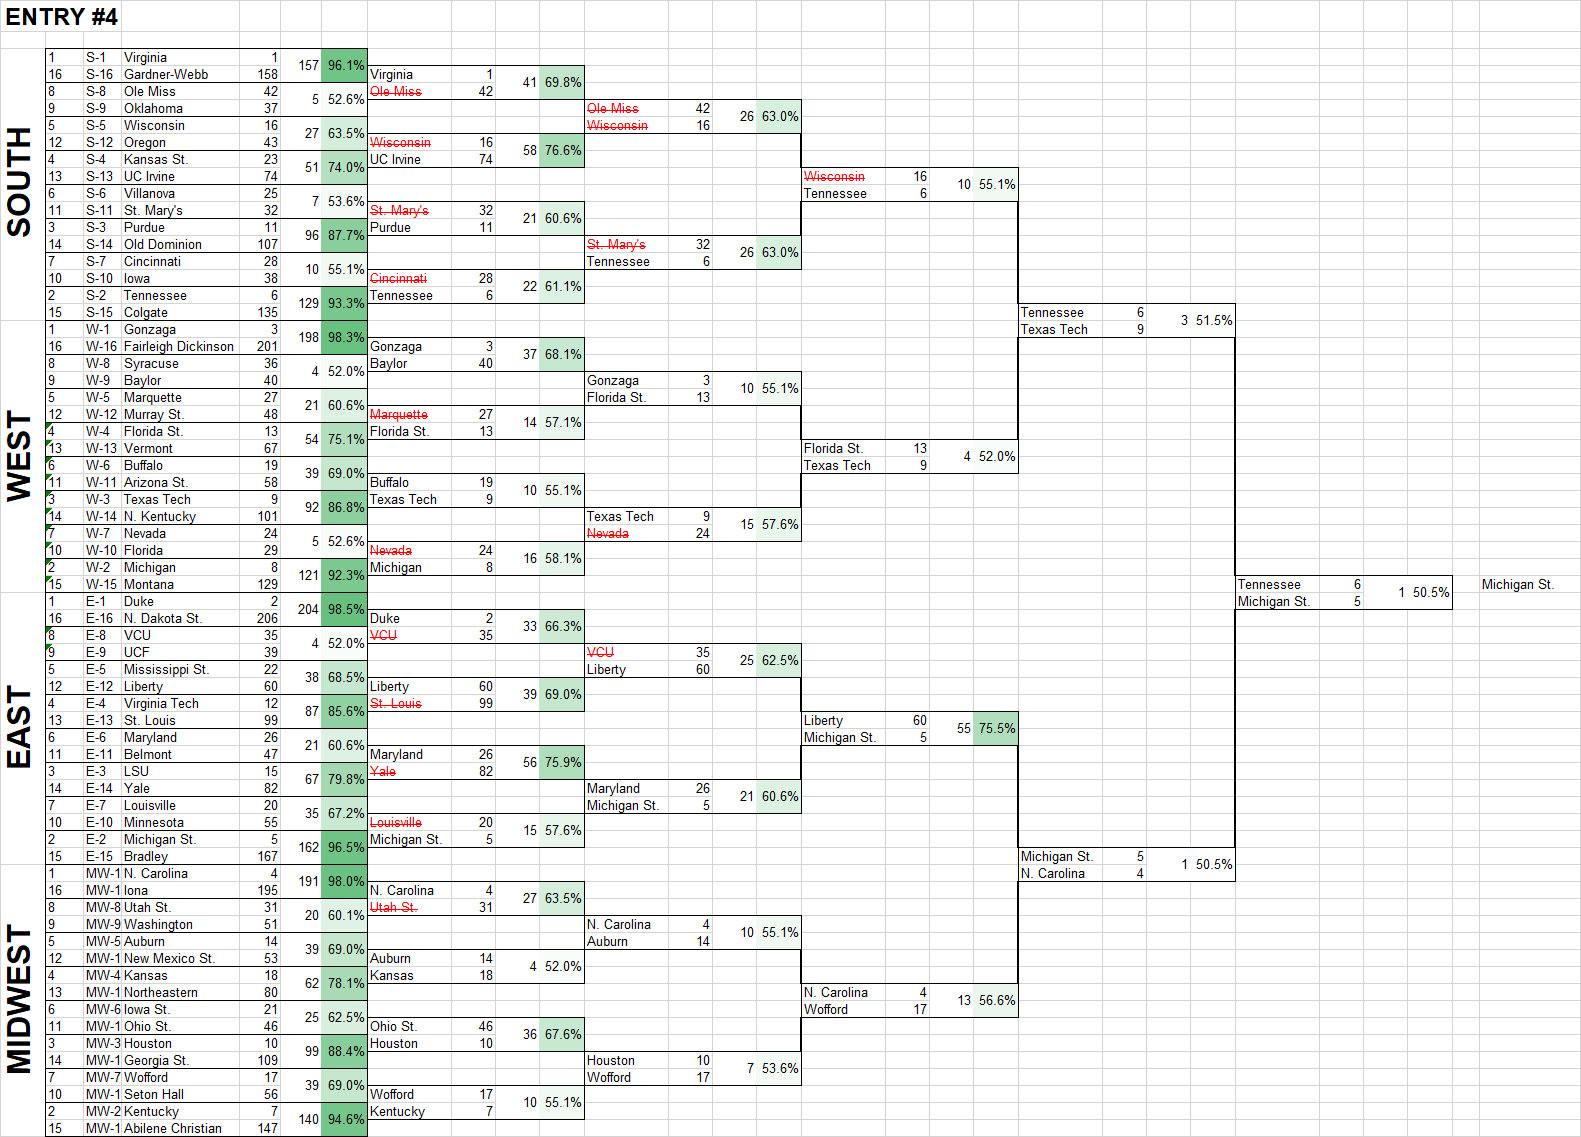 ENTRY #4
SOUTH
1 S-1 Virginia 1 157 96.1%
16 S-16 Gardner-Webb 158 Virginia 1 41 69.8%
8 S-8 Ole Miss 42 5 52.6% Ole Miss 42
9 S-9 Oklahoma 37 Ole Miss 42 26 63.0%
5 S-5 Wisconsin 16 27 63.5% Wisconsin 16
12 S-12 Oregon 43 Wisconsin 16 58 76.6%
4 S-4 Kansas St. 23 51 74.0% UC Irvine 74
13 S-13 UC Irvine 74 Wisconsin 16 10 55.1%
6 S-6 Villanova 25 7 53.6% Tennessee 6
11 S-11 St. Mary's 32 St. Mary's 32 21 60.6%
3 S-3 Purdue 11 96 87.7% Purdue 11
14 S-14 Old Dominion 107 St. Mary's 32 26 63.0%
7 S-7 Cincinnati 28 10 55.1% Tennessee 6
10 S-10 Iowa 38 Cincinnati 28 22 61.1%
2 S-2 Tennessee 6 129 93.3% Tennessee 6
15 S-15 Colgate 135 Tennessee 6 3 51.5%
WEST
1 W-1 Gonzaga 3 198 98.3% Texas Tech 9
16 W-16 Fairleigh Dickinson 201 Gonzaga 3 37 68.1%
8 W-8 Syracuse 36 4 52.0% Baylor 40
9 W-9 Baylor 40 Gonzaga 3 10 55.1%
5 W-5 Marquette 27 21 60.6% Florida St. 13
12 W-12 Murray St. 48 Marquette 27 14 57.1%
4 W-4 Florida St. 13 54 75.1% Florida St. 13
13 W-13 Vermont 67 Florida St. 13 4 52.0%
6 W-6 Buffalo 19 39 69.0% Texas Tech 9
11 W-11 Arizona St. 58 Buffalo 19 10 55.1%
3 W-3 Texas Tech 9 92 86.8% Texas Tech 9
14 W-14 N. Kentucky 101 Texas Tech 9 15 57.6%
7 W-7 Nevada 24 5 52.6% Nevada 24
10 W-10 Florida 29 Nevada 24 16 58.1%
2 W-2 Michigan 8 121 92.3% Michigan 8
15 W-15 Montana 129 Tennessee 6 1 50.5% Michigan St.
EAST
1 E-1 Duke 2 204 98.5% Michigan St. 5
16 E-16 N. Dakota St. 206 Duke 2 33 66.3%
8 E-8 VCU 35 4 52.0% VCU 35
9 E-9 UCF 39 VCU 35 25 62.5%
5 E-5 Mississippi St. 22 38 68.5% Liberty 60
12 E-12 Liberty 60 Liberty 60 39 69.0%
4 E-4 Virginia Tech 12 87 85.6% St. Louis 99
13 E-13 St. Louis 99 Liberty 60 55 75.5%
6 E-6 Maryland 26 21 60.6% Michigan St. 5
11 E-11 Belmont 47 Maryland 26 56 75.9%
3 E-3 LSU 15 67 79.8% Yale 82
14 E-14 Yale 82 Maryland 26 21 60.6%
7 E-7 Louisville 20 35 67.2% Michigan St. 5
10 E-10 Minnesota 55 Louisville 20 15 57.6%
2 E-2 Michigan St. 5 162 96.5% Michigan St. 5
15 E-15 Bradley 167 Michigan St. 5 1 50.5%
MIDWEST
1 MW-1 N. Carolina 4 191 98.0% N. Carolina 4
16 MW-1 Iona 195 N. Carolina 4 27 63.5%
8 MW-8 Utah St. 31 20 60.1% Utah St. 31
9 MW-9 Washington 51 N. Carolina 4 10 55.1%
5 MW-5 Auburn 14 39 69.0% Auburn 14
12 MW-1 New Mexico St. 53 Auburn 14 4 52.0%
4 MW-4 Kansas 18 62 78.1% Kansas 18
13 MW-1 Northeastern 80 N. Carolina 4 13 56.6%
6 MW-6 Iowa St. 21 25 62.5% Wofford 17
11 MW-1 Ohio St. 46 Ohio St. 46 36 67.6%
3 MW-3 Houston 10 99 88.4% Houston 10
14 MW-1 Georgia St. 109 Houston 10 7 53.6%
7 MW-7 Wofford 17 39 69.0% Wofford 17
10 MW-1 Seton Hall 56 Wofford 17 10 55.1%
2 MW-2 Kentucky 7 140 94.6% Kentucky 7
15 MW-1 Abilene Christian 147